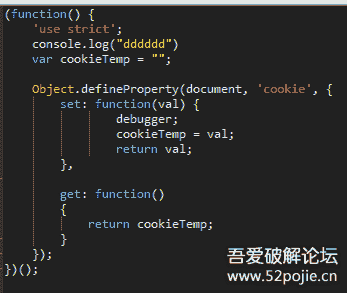 (function() {
    'use strict';
    console.log("dddddd")
    var cookieTemp = "";

    Object.defineProperty(document, 'cookie', {
        set: function(val) {
                debugger;
                cookieTemp = val;
                return val;
        },

        get: function()
        {
            return cookieTemp;
        }
    });
})();
吾爱破解论坛
www.52pojie.cn